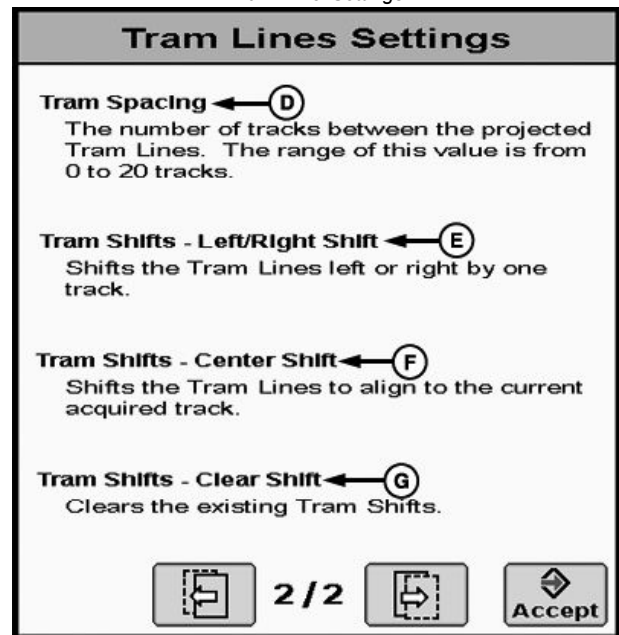 Tram Lines Settings
Tram Spacing D
The number of tracks between the projected
Tram Lines. The range of this value is from
0 to 20 tracks.
Tram Shifts - Left/Right Shift E
Shifts the Tram Lines left or right by one
track.
Tram Shifts - Center Shift F
Shifts the Tram Lines to align to the current
acquired track.
Tram Shifts - Clear Shift G
Clears the existing Tram Shifts.
2/2
Accept